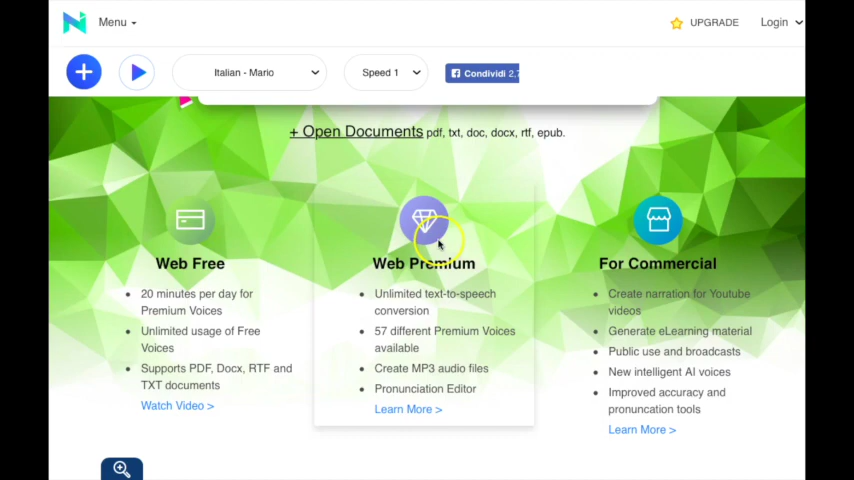 Menu
UPGRADE
Login
Italian - Mario
Speed 1
Condividi 2,7
+ Open Documents pdf, txt, doc, docx, rtf, epub.
Web Free
20 minutes per day for
Premium Voices
Unlimited usage of Free
Voices
Supports PDF, Docx, RTF and
TXT documents
Watch Video >
Web Premium
Unlimited text-to-speech
conversion
57 different Premium Voices
available
Create MP3 audio files
Pronunciation Editor
Learn More >
For Commercial
Create narration for Youtube
videos
Generate eLearning material
Public use and broadcasts
New intelligent AI voices
Improved accuracy and
pronuncation tools
Learn More >